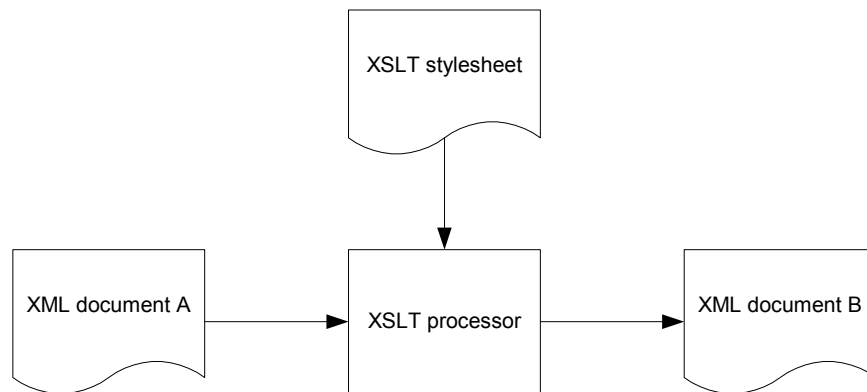 XSLT stylesheet
XML document A
XSLT processor
XML document B